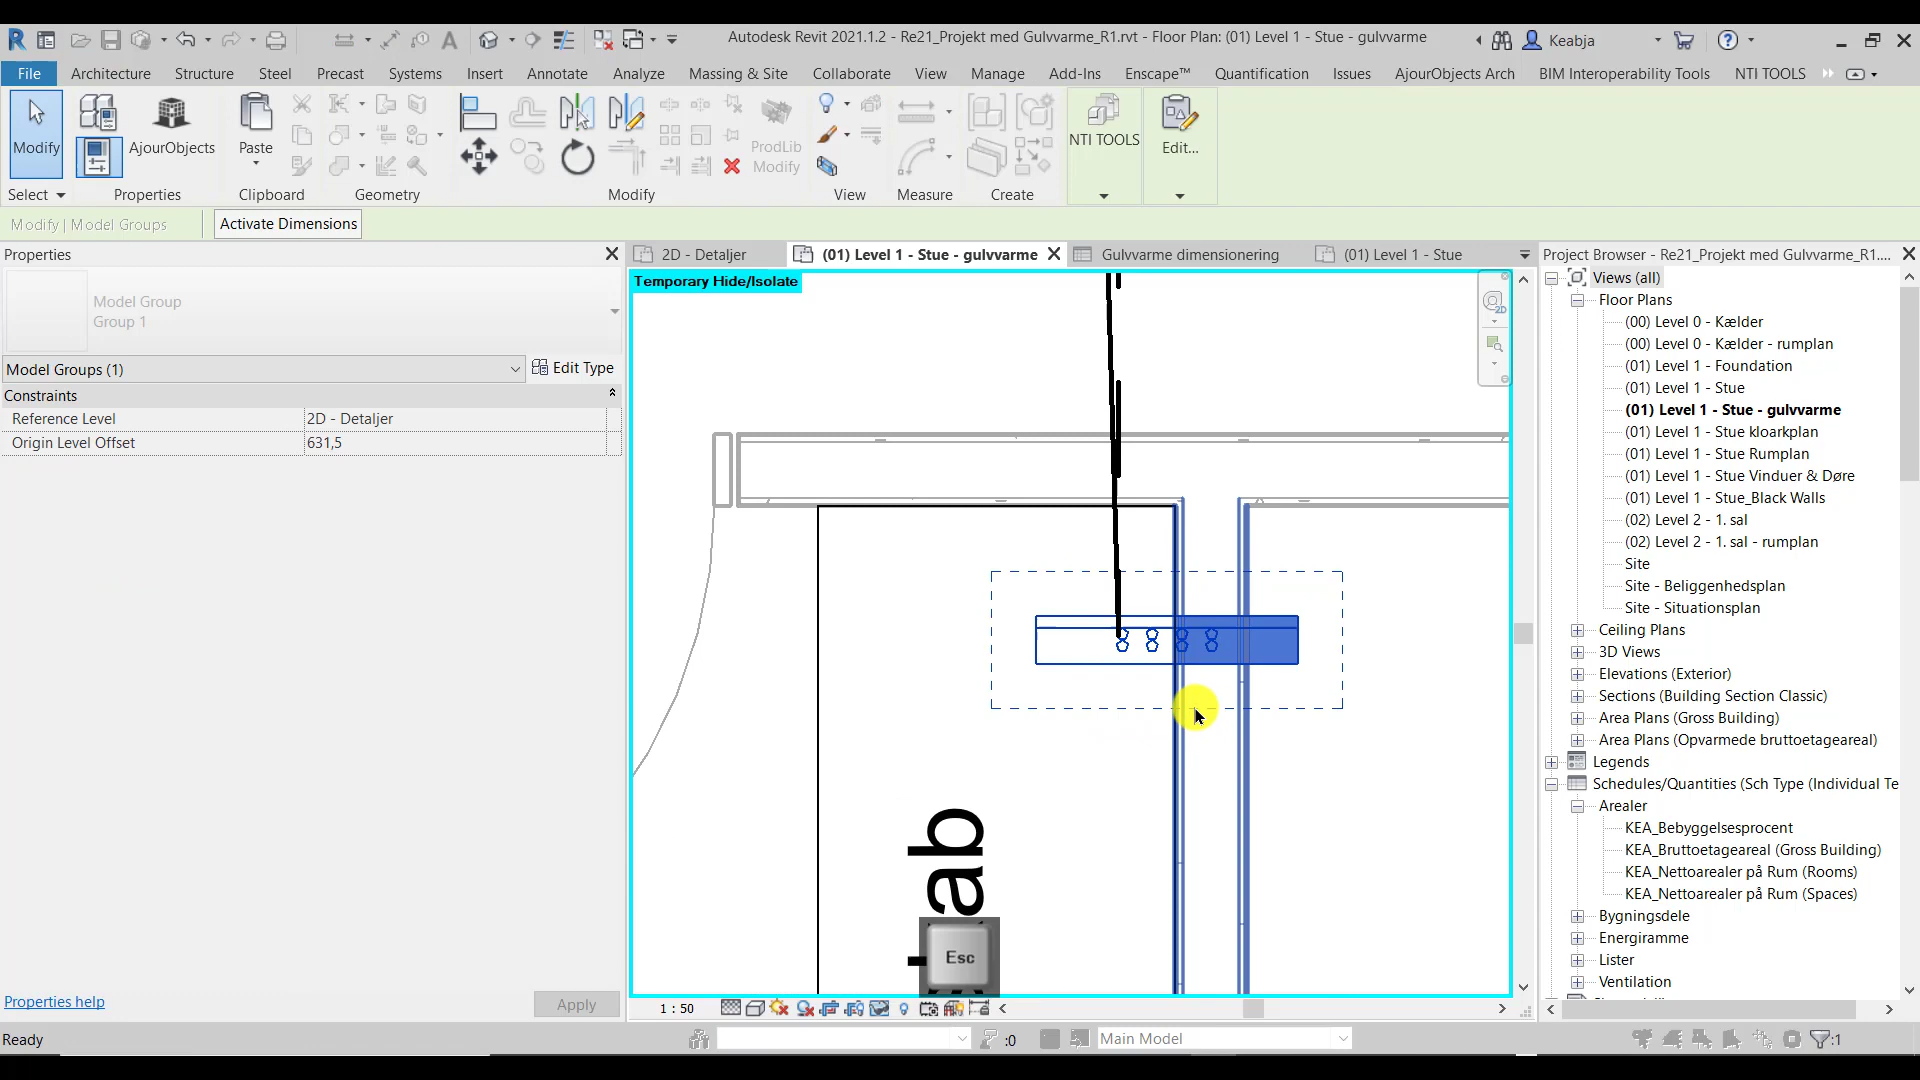 Autodesk Revit 2021.1.2 - Re21_Projekt med Gulvvarme_R1.rvt - Floor Plan: (01) Level 1 - Stue - gulvvarme
Keabja
File Architecture Structure Steel Precast Systems Insert Annotate Analyze Massing & Site Collaborate View Manage Add-Ins Enscape™ Quantification Issues AjourObjects Arch BIM Interoperability Tools NTI TOOLS
Modify
AjourObjects
Paste
ProdLib
Modify
NTI TOOLS
Edit...
Select Properties Clipboard Geometry Modify View Measure Create
Modify | Model Groups
Activate Dimensions
Properties
2D - Detaljer
(01) Level 1 - Stue - gulvvarme
Gulvvarme dimensionering
(01) Level 1 - Stue
Project Browser - Re21_Projekt med Gulvvarme_R1....
Model Group
Group 1
Model Groups (1)
Edit Type
Constraints
Reference Level 2D - Detaljer
Origin Level Offset 631,5
Properties help
Apply
Temporary Hide/Isolate
2D
ab
Esc
1 : 50
Views (all)
Floor Plans
(00) Level 0 - Kælder
(00) Level 0 - Kælder - rumplan
(01) Level 1 - Foundation
(01) Level 1 - Stue
(01) Level 1 - Stue - gulvvarme
(01) Level 1 - Stue kloarkplan
(01) Level 1 - Stue Rumplan
(01) Level 1 - Stue Vinduer & Døre
(01) Level 1 - Stue_Black Walls
(02) Level 2 - 1. sal
(02) Level 2 - 1. sal - rumplan
Site
Site - Beliggenhedsplan
Site - Situationsplan
Ceiling Plans
3D Views
Elevations (Exterior)
Sections (Building Section Classic)
Area Plans (Gross Building)
Area Plans (Opvarmede bruttoetageareal)
Legends
Schedules/Quantities (Sch Type (Individual Te
Arealer
KEA_Bebyggelsesprocent
KEA_Bruttoetageareal (Gross Building)
KEA_Nettoarealer på Rum (Rooms)
KEA_Nettoarealer på Rum (Spaces)
Bygningsdele
Energiramme
Lister
Ventilation
Ready
:0
Main Model
:1